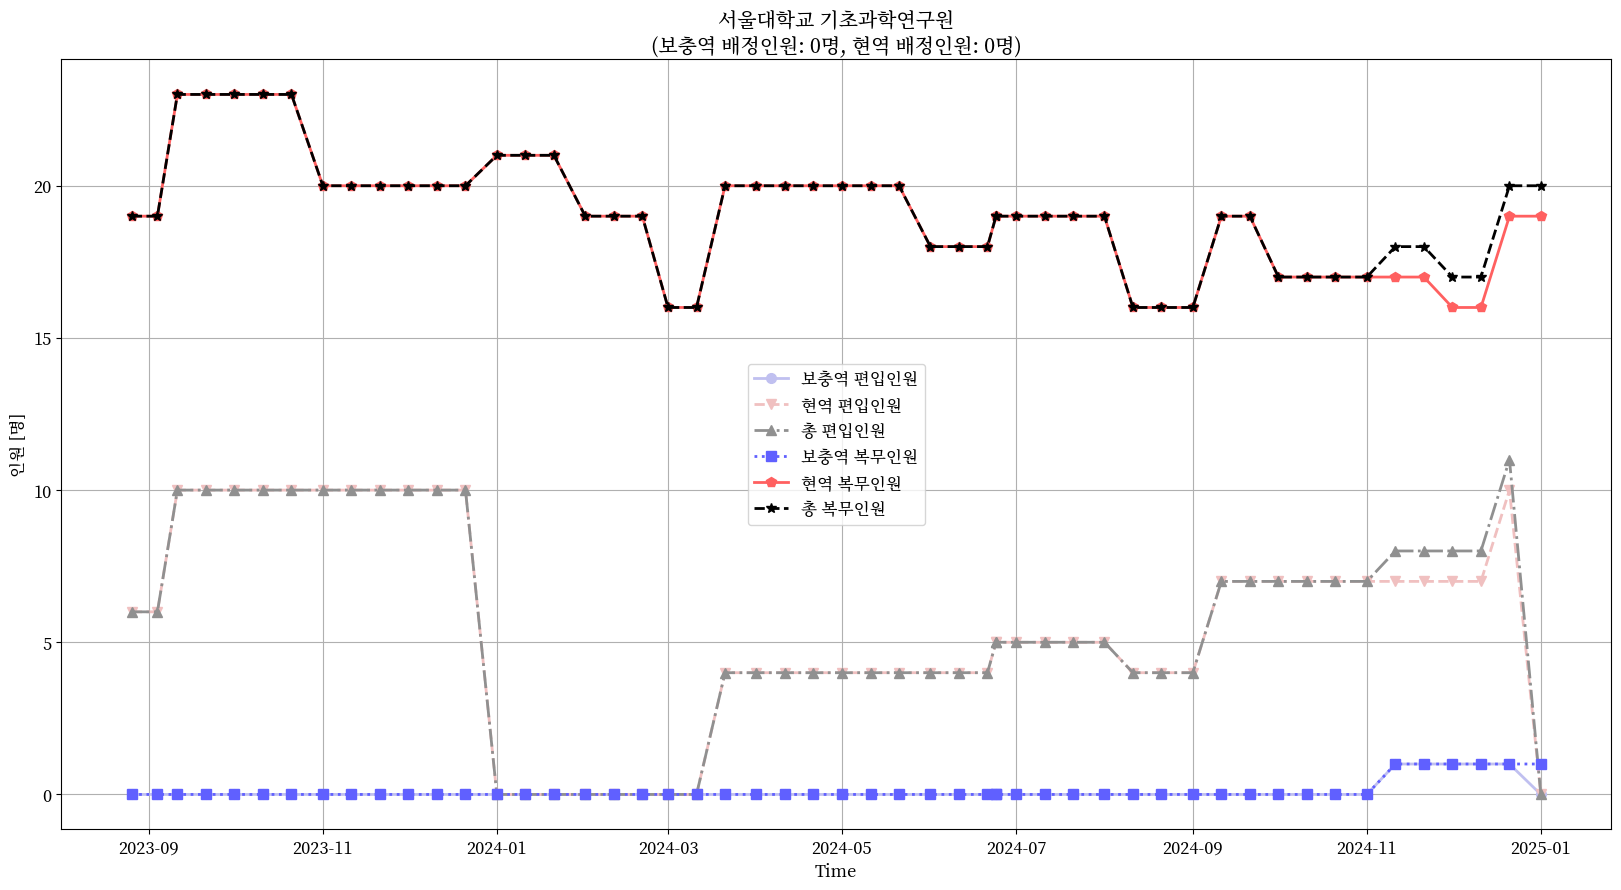 서울대학교 기초과학연구원
(보충역 배정인원: 0명, 현역 배정인원: 0명)
인원 [명]
20
15
10
5
0
보충역 편입인원
현역 편입인원
총 편입인원
보충역 복무인원
현역 복무인원
총 복무인원
2023-09
2023-11
2024-01
2024-03
2024-05
2024-07
2024-09
2024-11
2025-01
Time